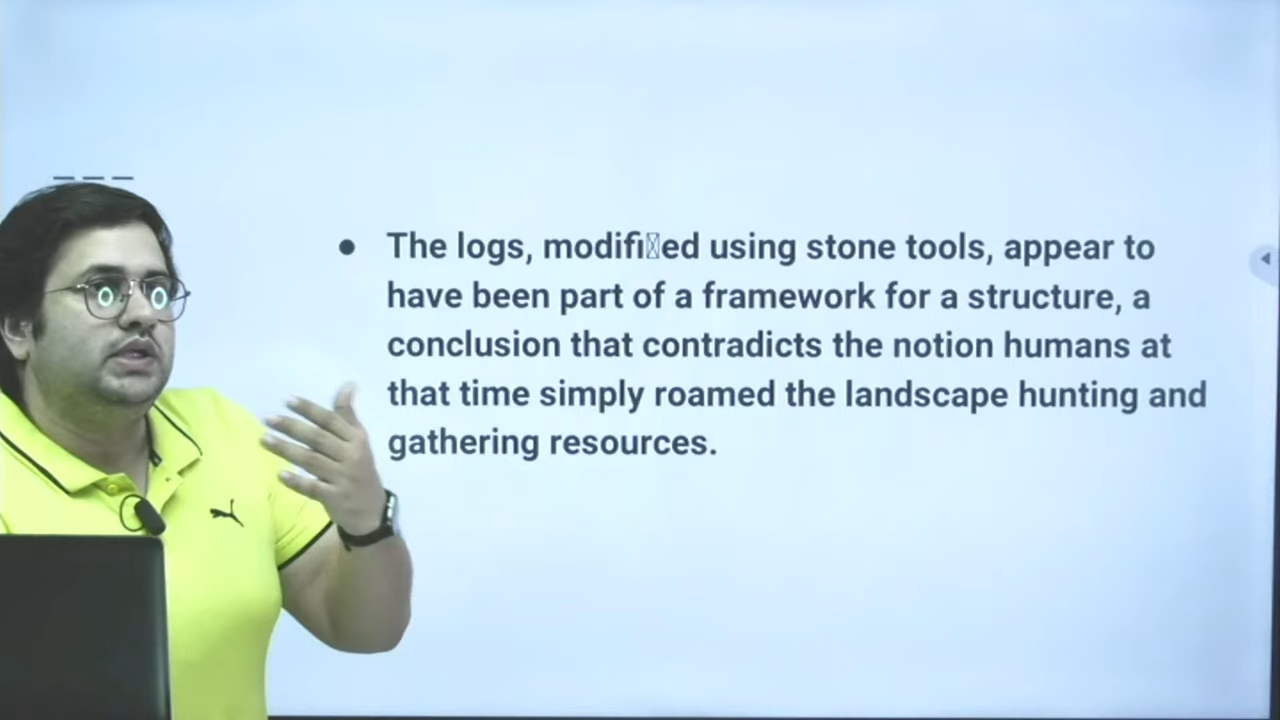 The logs, modified using stone tools, appear to
have been part of a framework for a structure, a
conclusion that contradicts the notion humans at
that time simply roamed the landscape hunting and
gathering resources.